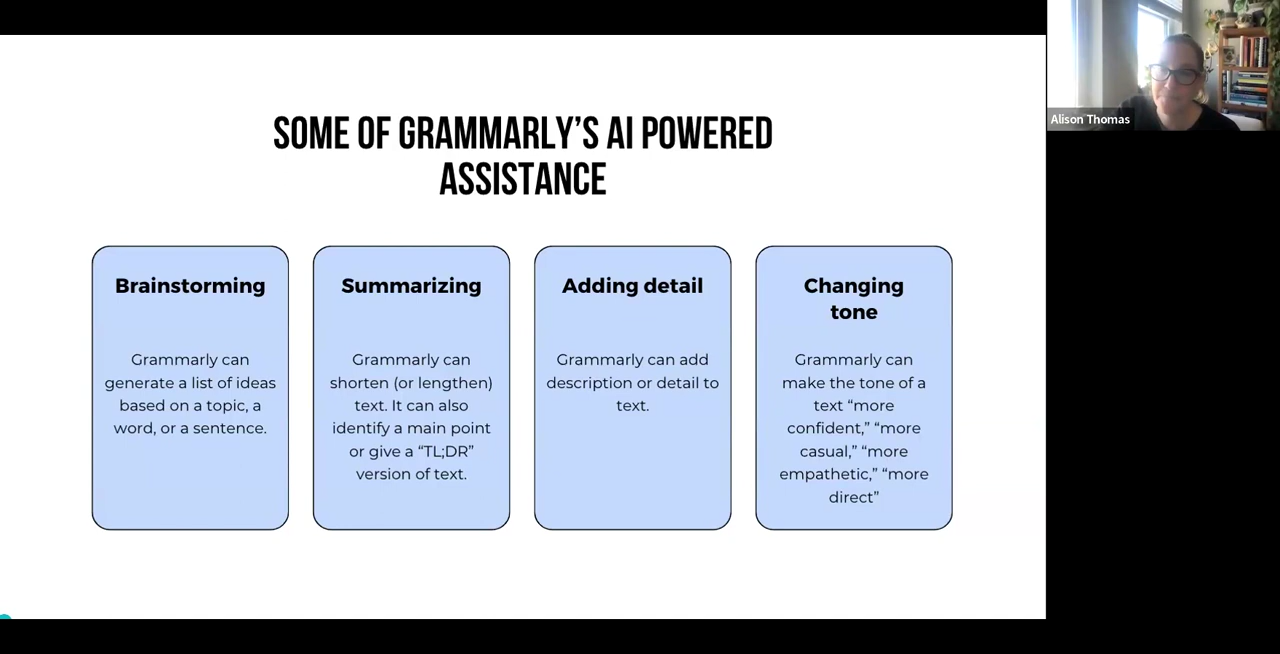 SOME OF GRAMMARLY’S AI POWERED
ASSISTANCE
Brainstorming
Grammarly can
generate a list of ideas
based on a topic, a
word, or a sentence.
Summarizing
Grammarly can
shorten (or lengthen)
text. It can also
identify a main point
or give a “TL;DR”
version of text.
Adding detail
Grammarly can add
description or detail to
text.
Changing
tone
Grammarly can
make the tone of a
text “more
confident,” “more
casual,” “more
empathetic,” “more
direct”
Alison Thomas